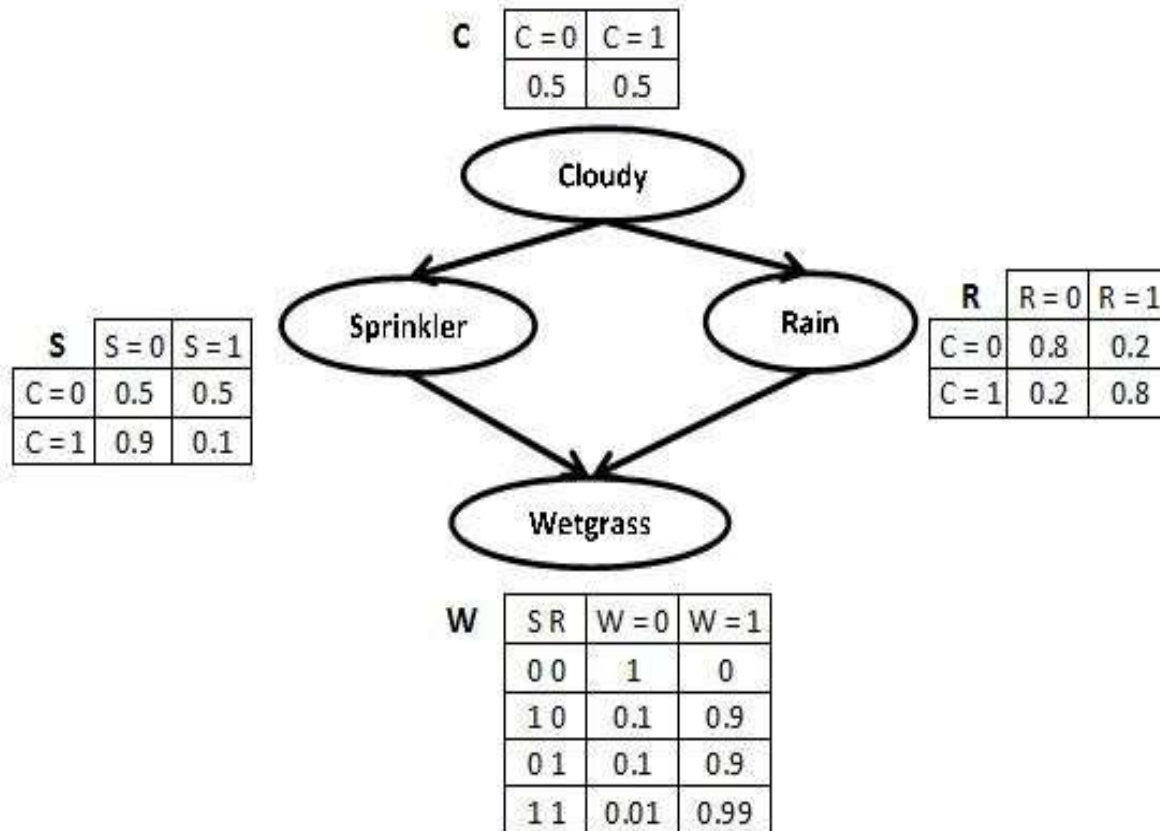 C C = 0 C = 1
0.5 0.5
Cloudy
Sprinkler
Rain
S S = 0 S = 1
C = 0 0.5 0.5
C = 1 0.9 0.1
R R = 0 R = 1
C = 0 0.8 0.2
C = 1 0.2 0.8
Wetgrass
W S R W = 0 W = 1
0 0 1 0
1 0 0.1 0.9
0 1 0.1 0.9
1 1 0.01 0.99